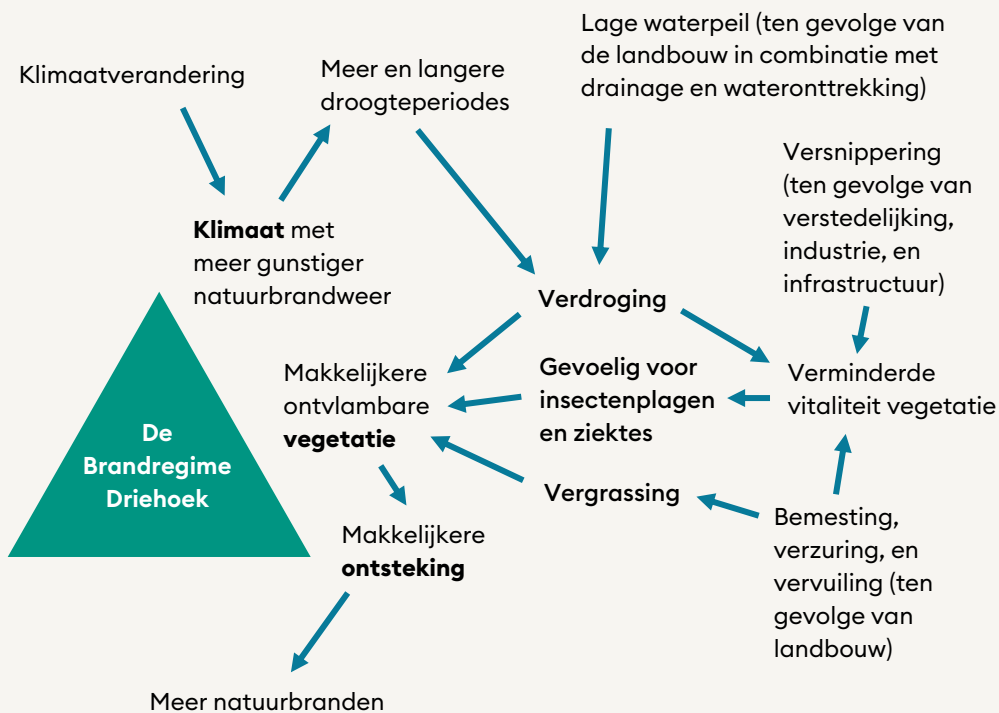 Klimaatverandering
Meer en langere
droogteperiodes
Lage waterpeil (ten gevolge van
de landbouw in combinatie met
drainage en wateronttrekking)
Versnippering
(ten gevolge van
verstedelijking,
industrie, en
infrastructuur)
Klimaat met
meer gunstiger
natuurbrandweer
Verdroging
Makkelijkere
ontvlambare
vegetatie
Gevoelig voor
insectenplagen
en ziektes
Verminderde
vitaliteit vegetatie
De
Brandregime
Driehoek
Vergrassing
Bemesting,
verzuring, en
vervuiling (ten
gevolge van
landbouw)
Makkelijkere
ontsteking
Meer natuurbranden